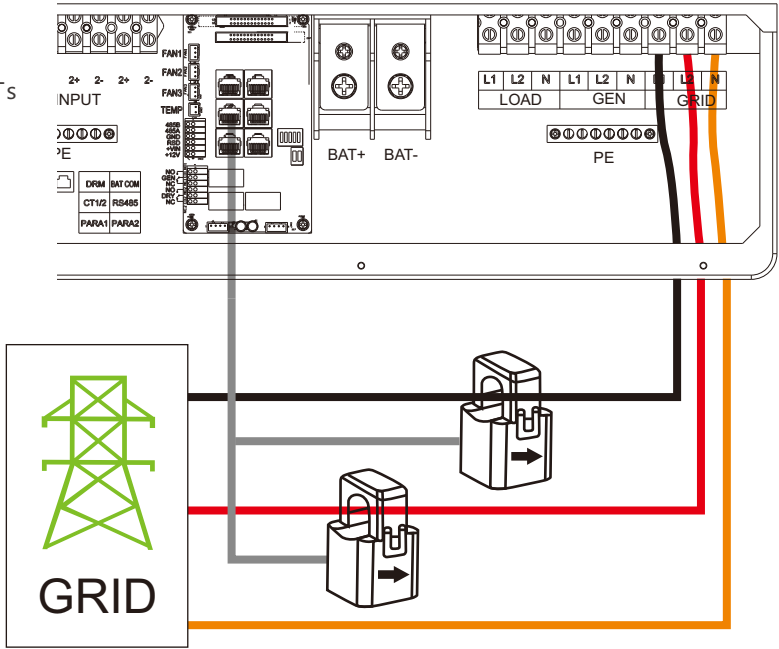 Ts
FAN1
FAN2
FAN3
TEMP
485B
485A
GND
RSD
+VIN
+12V
NO
GEN
NC
NO
DRY
NC
2+ 2- 2+ 2-
INPUT
PE
DRM BAT COM
CT1/2 RS485
PARA1 PARA2
BAT+ BAT-
L1 L2 N L1 L2 N L2 N
LOAD GEN GRID
PE
GRID